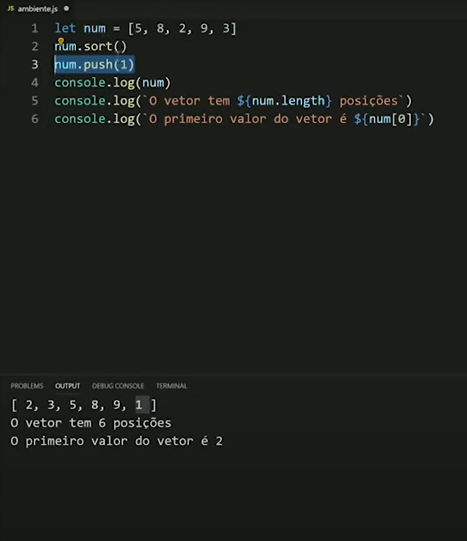 JS ambiente.js ●
1 let num = [5, 8, 2, 9, 3]
2 num.sort()
3 num.push(1)
4 console.log(num)
5 console.log(`O vetor tem ${num.length} posições`)
6 console.log(`O primeiro valor do vetor é ${num[0]}`)
PROBLEMS OUTPUT DEBUG CONSOLE TERMINAL
[ 2, 3, 5, 8, 9, 1 ]
O vetor tem 6 posições
O primeiro valor do vetor é 2